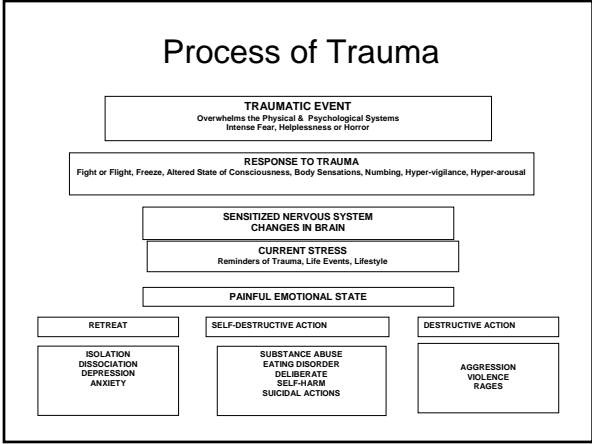 Process of Trauma
TRAUMATIC EVENT
Overwhelms the Physical & Psychological Systems
Intense Fear, Helplessness or Horror
RESPONSE TO TRAUMA
Fight or Flight, Freeze, Altered State of Consciousness, Body Sensations, Numbing, Hyper-vigilance, Hyper-arousal
SENSITIZED NERVOUS SYSTEM
CHANGES IN BRAIN
CURRENT STRESS
Reminders of Trauma, Life Events, Lifestyle
PAINFUL EMOTIONAL STATE
RETREAT
SELF-DESTRUCTIVE ACTION
DESTRUCTIVE ACTION
ISOLATION
DISSOCIATION
DEPRESSION
ANXIETY
SUBSTANCE ABUSE
EATING DISORDER
DELIBERATE
SELF-HARM
SUICIDAL ACTIONS
AGGRESSION
VIOLENCE
RAGES